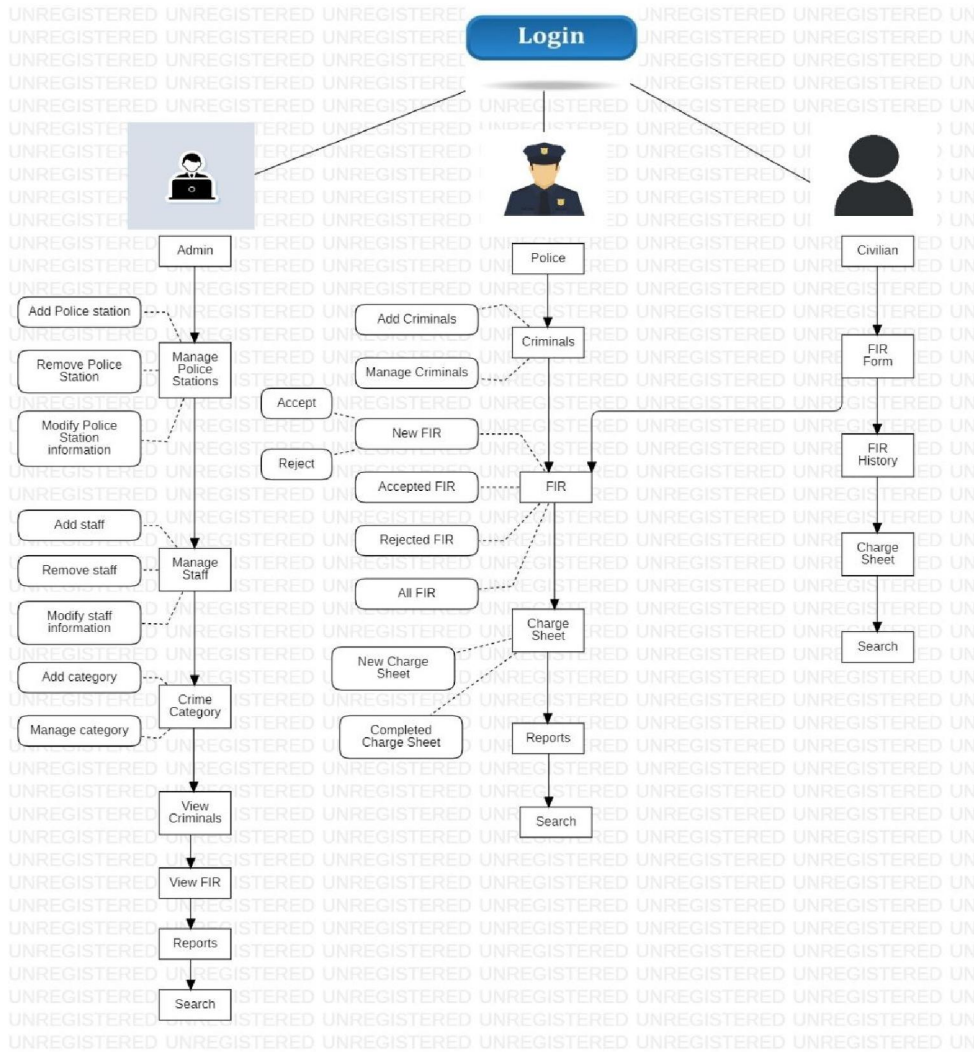 Login
Admin
Police
Civilian
Add Police station
Remove Police
Station
Modify Police
Station
information
Manage
Police
Stations
Add staff
Remove staff
Modify staff
information
Manage
Staff
Add category
Manage category
Crime
Category
View
Criminals
View FIR
Reports
Search
Add Criminals
Manage Criminals
Criminals
Accept
Reject
New FIR
Accepted FIR
Rejected FIR
All FIR
FIR
Charge
Sheet
New Charge
Sheet
Completed
Charge Sheet
Reports
Search
FIR
Form
FIR
History
Charge
Sheet
Search
UNREGISTERED